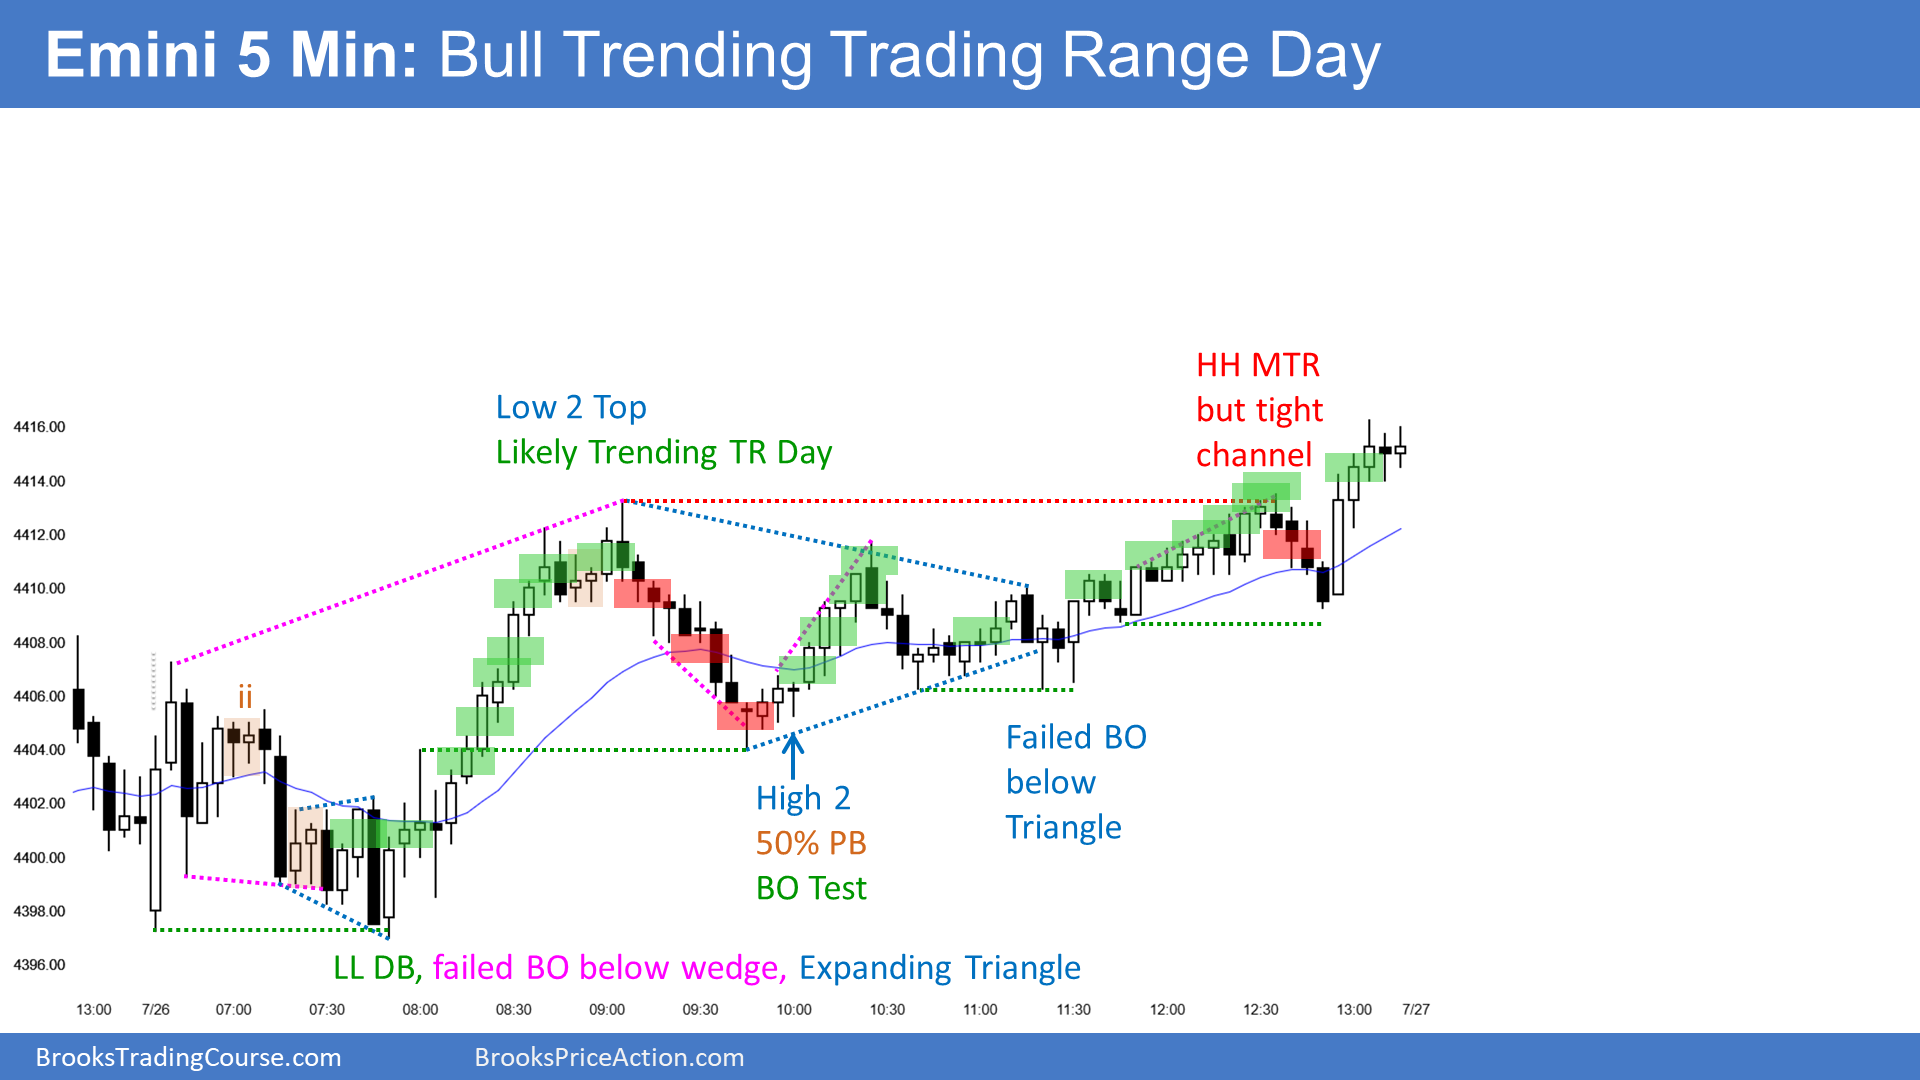 Emini 5 Min: Bull Trending Trading Range Day
HH MTR
but tight
channel
Low 2 Top
Likely Trending TR Day
4416.00
4414.00
4412.00
4410.00
4408.00
4406.00
4404.00
4402.00
4400.00
4398.00
4396.00
ii
High 2
50% PB
BO Test
Failed BO
below
Triangle
LL DB, failed BO below wedge, Expanding Triangle
13:00 7/26 07:00 07:30 08:00 08:30 09:00 09:30 10:00 10:30 11:00 11:30 12:00 12:30 13:00 7/27
BrooksTradingCourse.com BrooksPriceAction.com